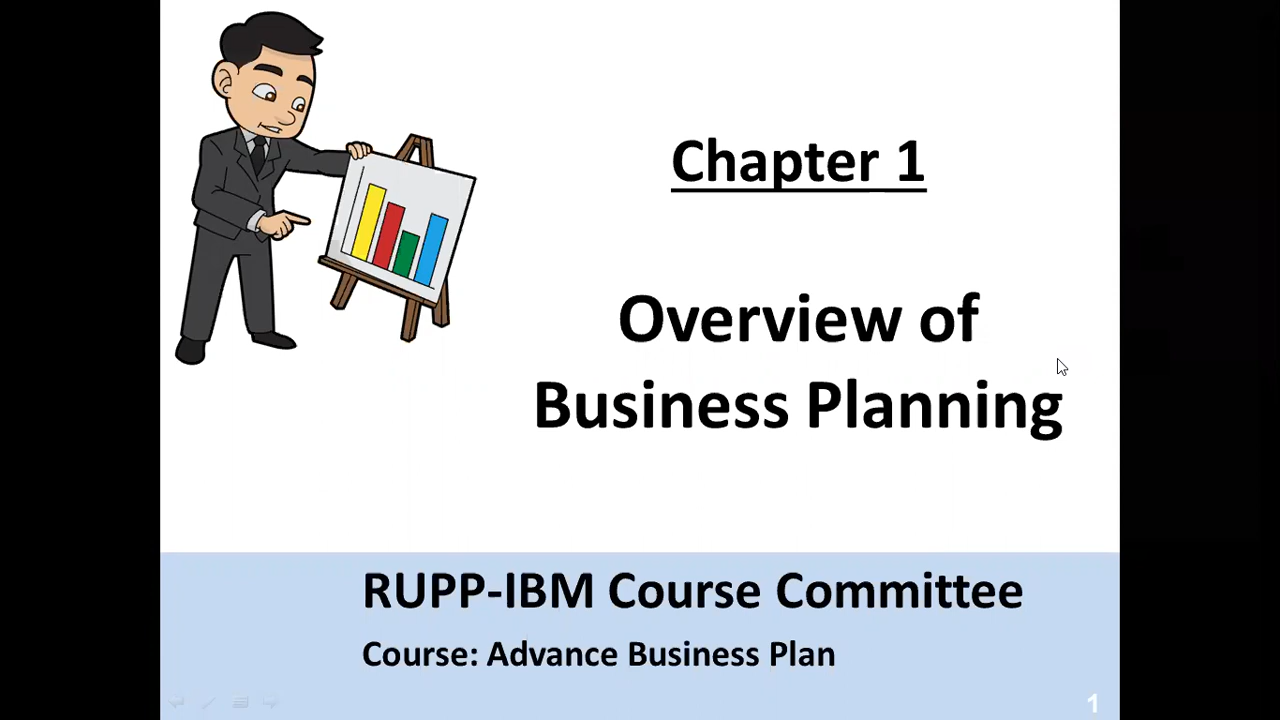 Chapter 1
Overview of
Business Planning
RUPP-IBM Course Committee
Course: Advance Business Plan
1